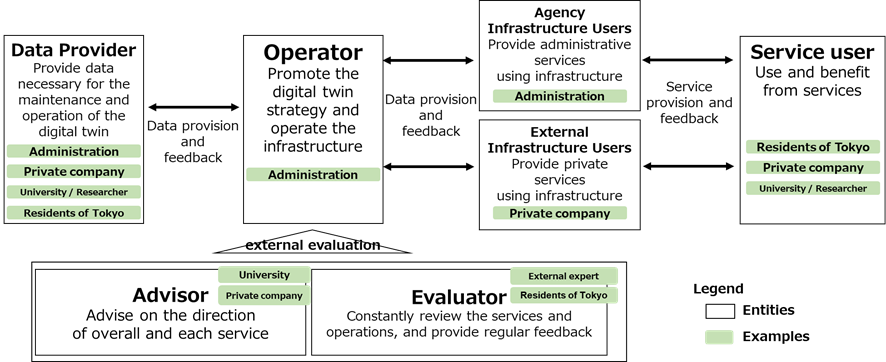 Data Provider
Provide data
necessary for the
maintenance and
operation of the
digital twin
Administration
Private company
University / Researcher
Residents of Tokyo
Data provision
and
feedback
Operator
Promote the
digital twin
strategy and
operate the
infrastructure
Administration
Data provision
and
feedback
Agency
Infrastructure Users
Provide administrative
services
using infrastructure
Administration
External
Infrastructure Users
Provide private
services
using infrastructure
Private company
Service
provision and
feedback
Service user
Use and benefit
from services
Residents of Tokyo
Private company
University / Researcher
external evaluation
University
Private company
Advisor
Advise on the direction
of overall and each service
External expert
Residents of Tokyo
Evaluator
Constantly review the services and
operations, and provide regular feedback
Legend
Entities
Examples